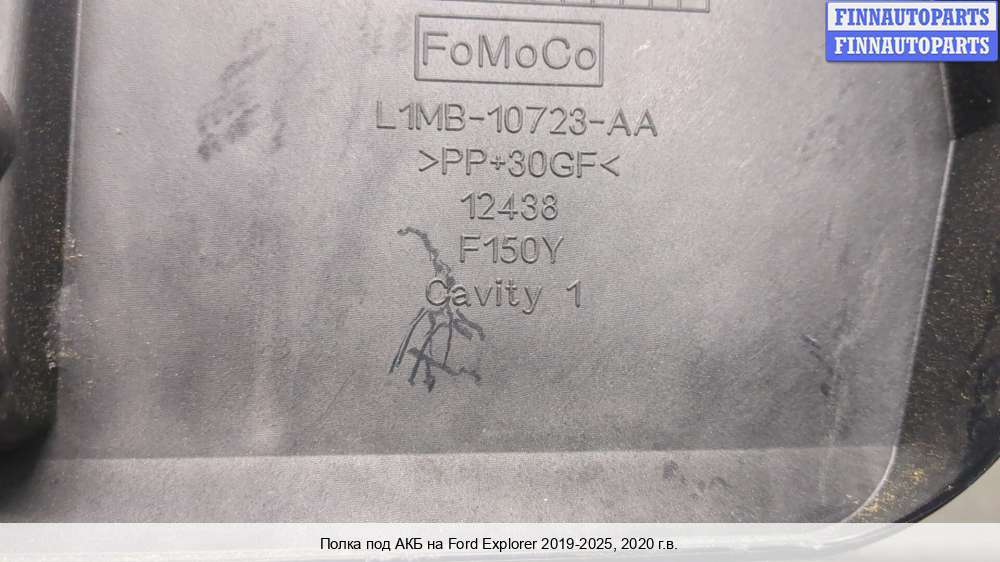 FINNAUTOPARTS
FINNAUTOPARTS
FoMoCo
L1MB-10723-AA
>PP+30GF<
12438
F150Y
Cavity 1
Полка под АКБ на Ford Explorer 2019-2025, 2020 г.в.